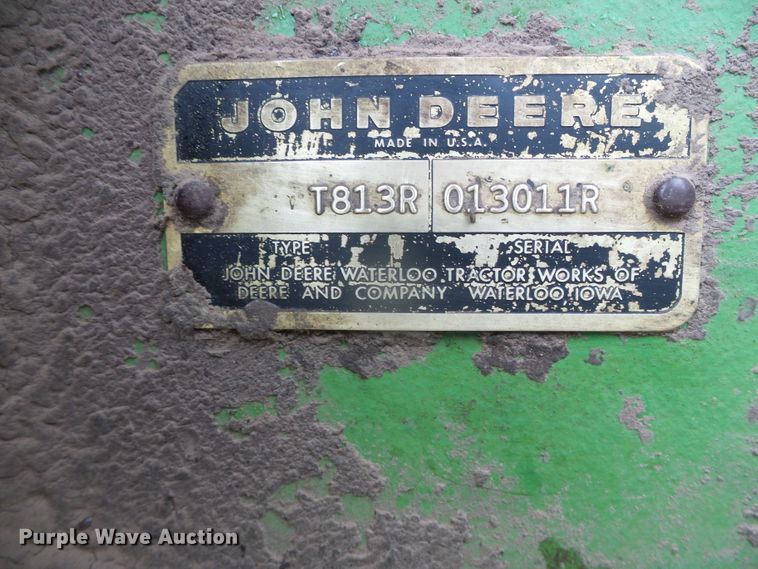 JOHN DEERE
MADE IN U.S.A.
T813R 013011R
TYPE SERIAL
JOHN DEERE WATERLOO TRACTOR WORKS OF
DEERE AND COMPANY WATERLOO IOWA
Purple Wave Auction®